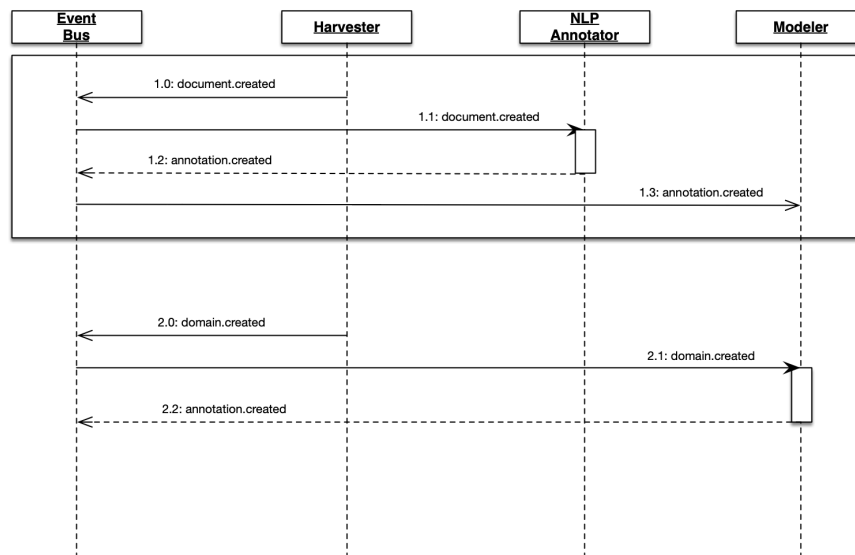 Event
Bus
Harvester
NLP
Annotator
Modeler
1.0: document.created
1.1: document.created
1.2: annotation.created
1.3: annotation.created
2.0: domain.created
2.1: domain.created
2.2: annotation.created